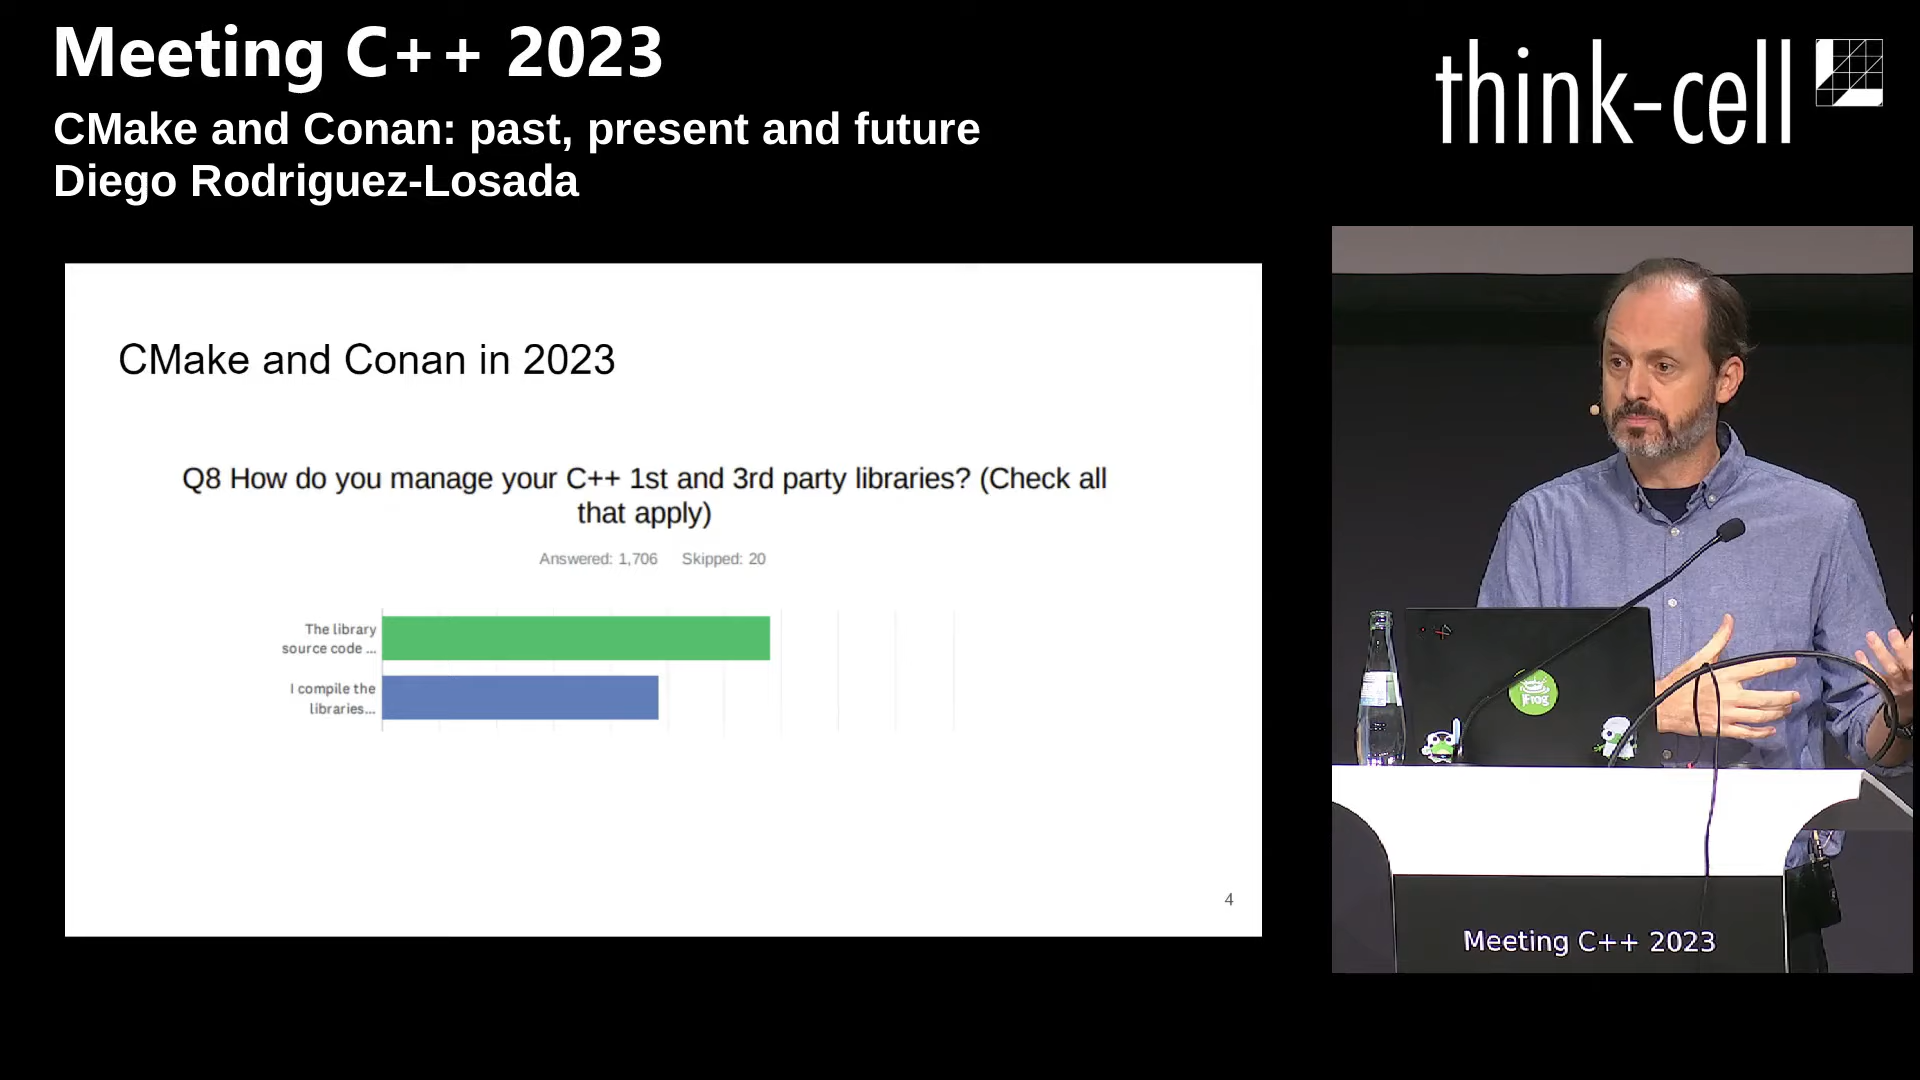 Meeting C++ 2023
CMake and Conan: past, present and future
Diego Rodriguez-Losada
think-cell
CMake and Conan in 2023
Q8 How do you manage your C++ 1st and 3rd party libraries? (Check all
that apply)
Answered: 1,706 Skipped: 20
The library
source code ...
I compile the
libraries...
4
JFrog
Meeting C++ 2023